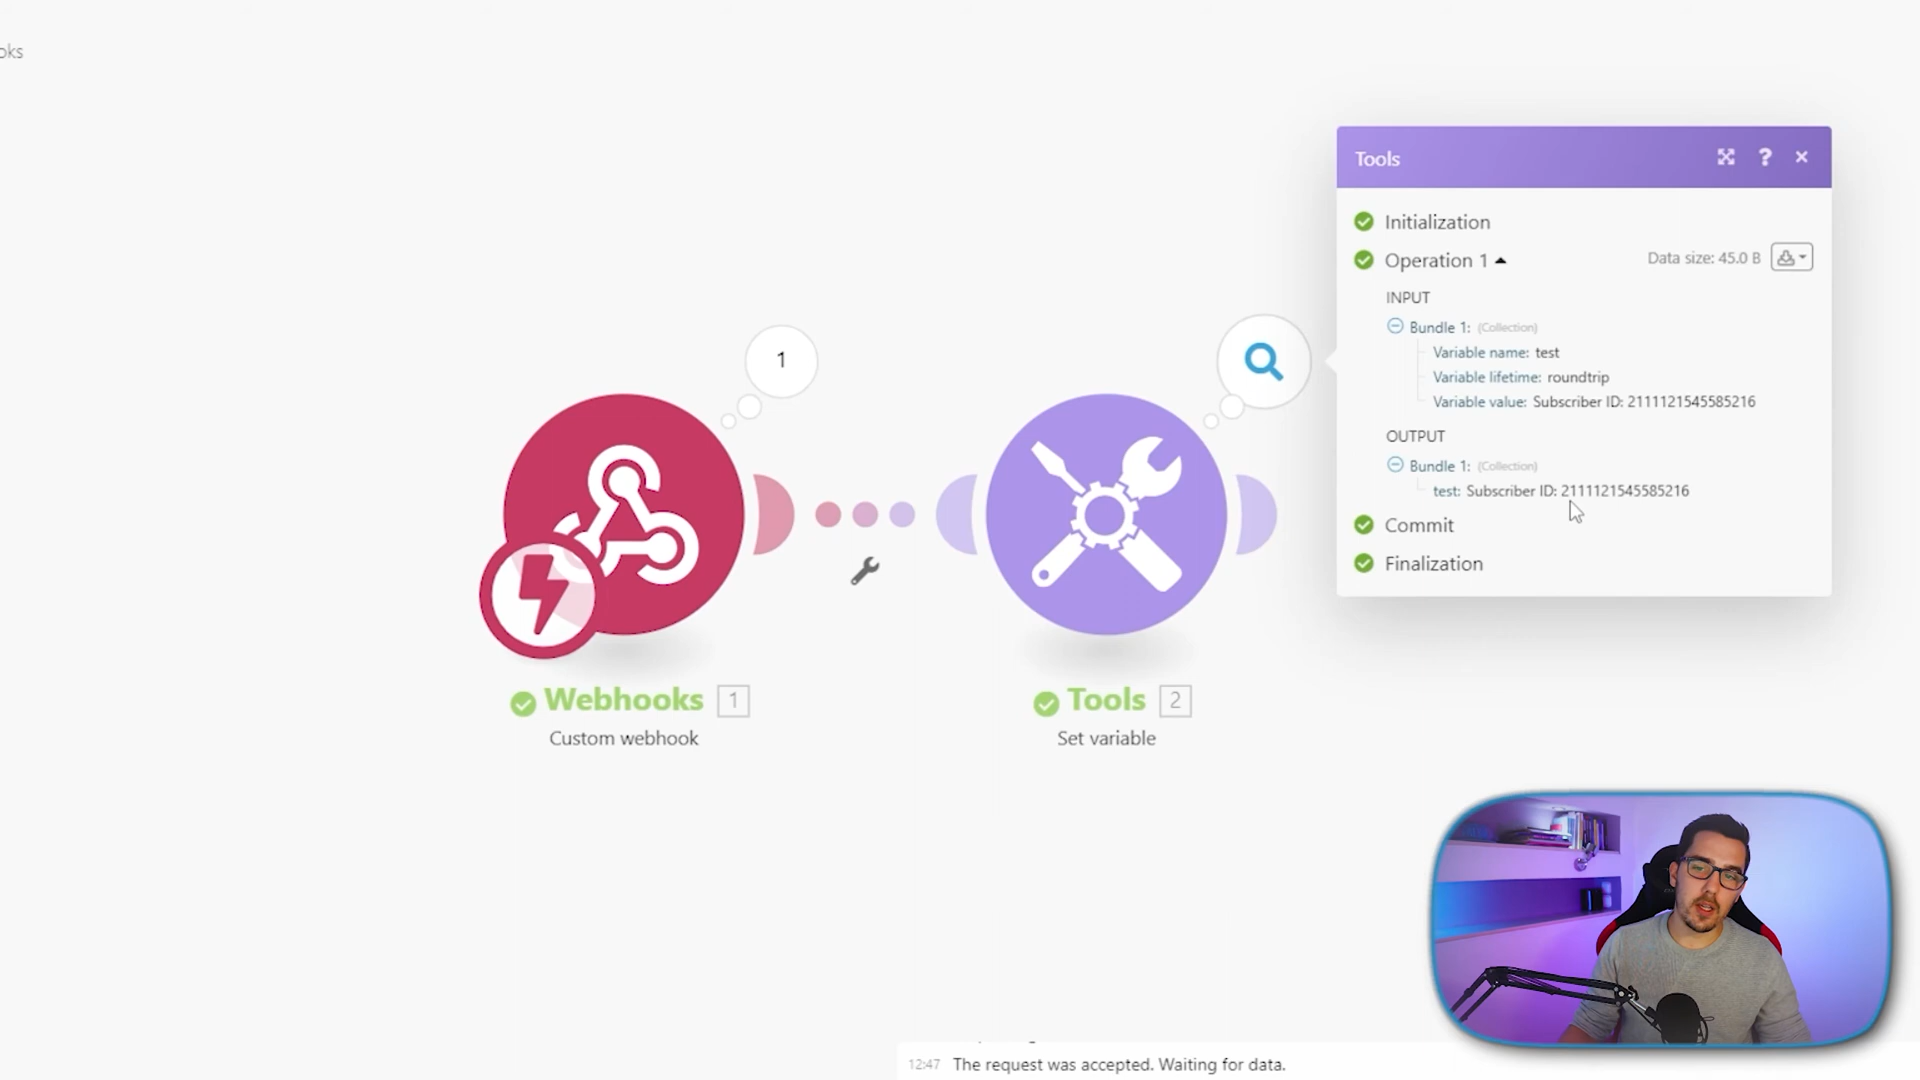 oks
Tools
Initialization
Operation 1
Data size: 45.0 B
INPUT
Bundle 1: (Collection)
Variable name: test
Variable lifetime: roundtrip
Variable value: Subscriber ID: 2111121545585216
OUTPUT
Bundle 1: (Collection)
test: Subscriber ID: 2111121545585216
Commit
Finalization
1
Webhooks 1
Custom webhook
Tools 2
Set variable
12:47 The request was accepted. Waiting for data.